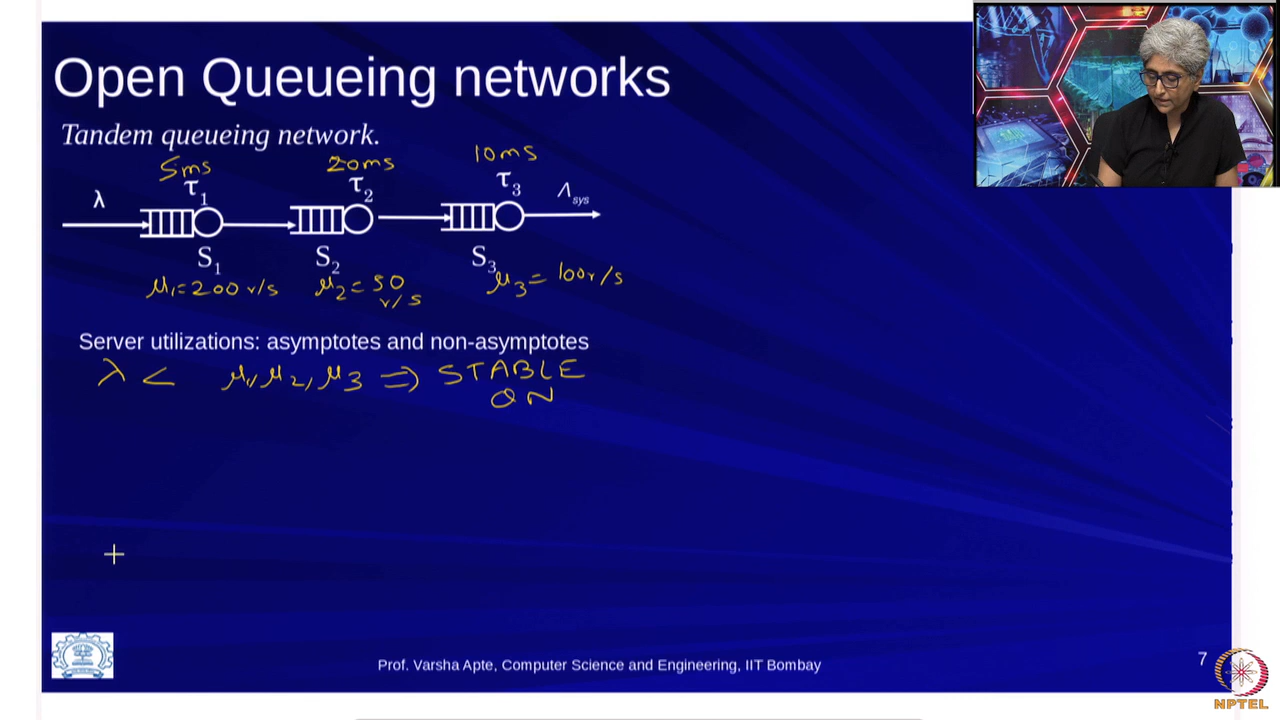 Open Queueing networks
Tandem queueing network.
5ms 20ms 10ms
λ τ1 τ2 τ3 Λsys
S1 S2 S3
μ1=200 r/s μ2=50 r/s μ3=100r/s
Server utilizations: asymptotes and non-asymptotes
λ < μ1, μ2, μ3 ⇒ STABLE
QN
Prof. Varsha Apte, Computer Science and Engineering, IIT Bombay
7
NPTEL